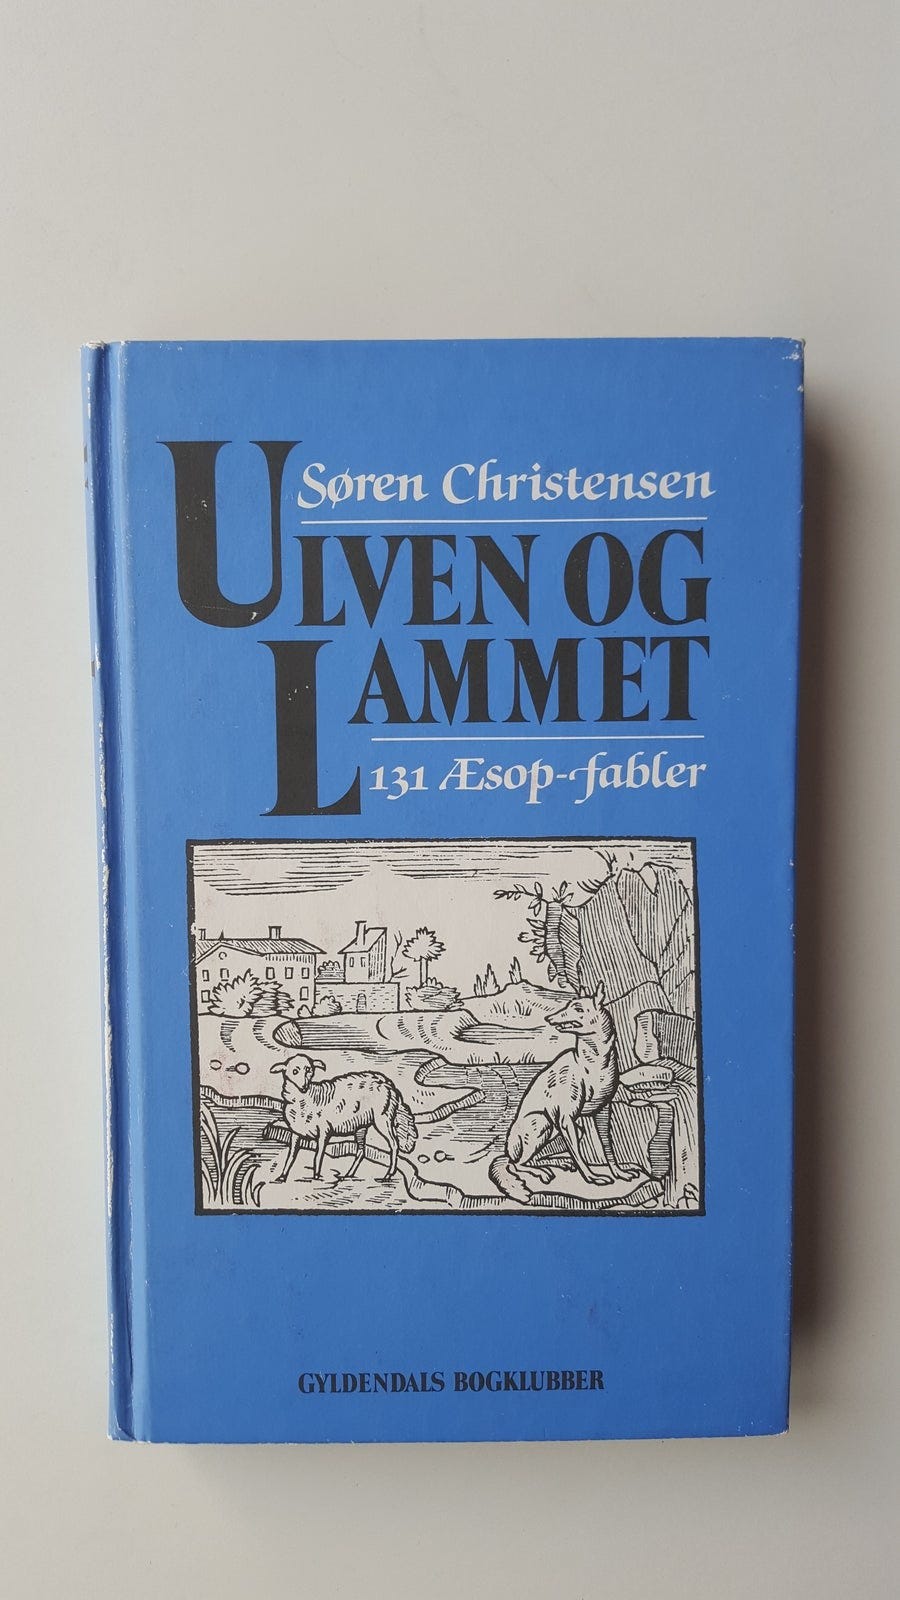 Søren Christensen
ULVEN OG
LAMMET
131 Æsop-fabler
GYLDENDALS BOGKLUBBER